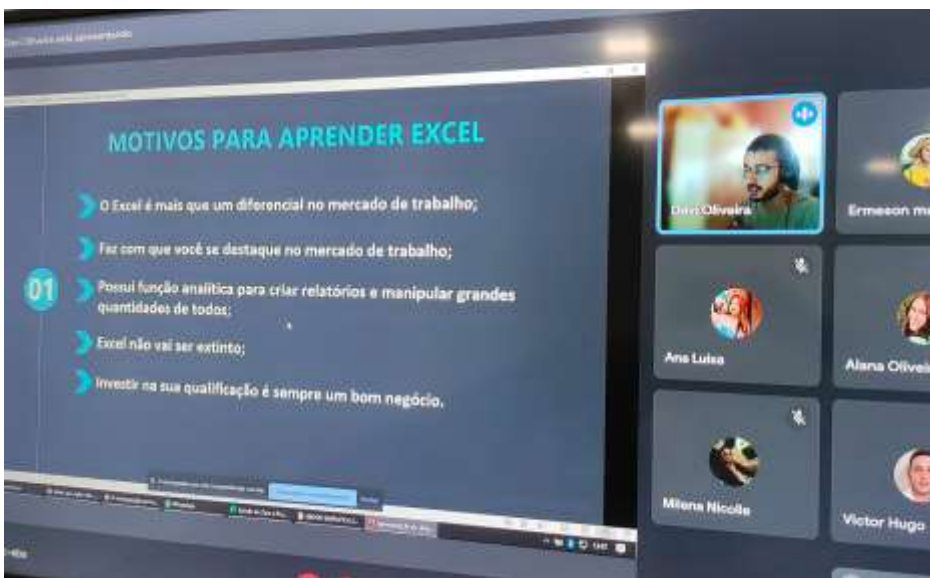 está apresentando
MOTIVOS PARA APRENDER EXCEL
O Excel é mais que um diferencial no mercado de trabalho;
Faz com que você se destaque no mercado de trabalho;
01
Possui função analítica para criar relatórios e manipular grandes
quantidades de todos;
Excel não vai ser extinto;
Investir na sua qualificação é sempre um bom negócio.
Davi Oliveira
Ermeson
Ana Luisa
Alana Olivei
Milena Nicolle
Victor Hugo